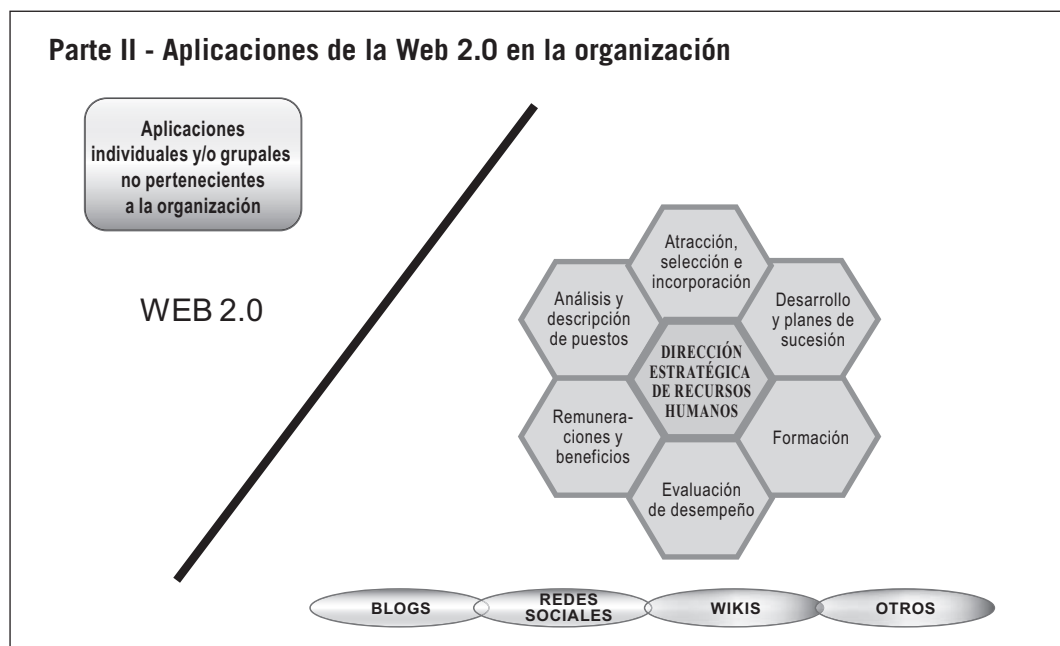 Parte II - Aplicaciones de la Web 2.0 en la organización
Aplicaciones
individuales y/o grupales
no pertenecientes
a la organización
WEB 2.0
Atracción,
selección e
incorporación
Análisis y
descripción
de puestos
Desarrollo
y planes de
sucesión
DIRECCIÓN
ESTRATÉGICA
DE RECURSOS
HUMANOS
Remunera-
ciones y
beneficios
Formación
Evaluación
de desempeño
BLOGS
REDES
SOCIALES
WIKIS
OTROS